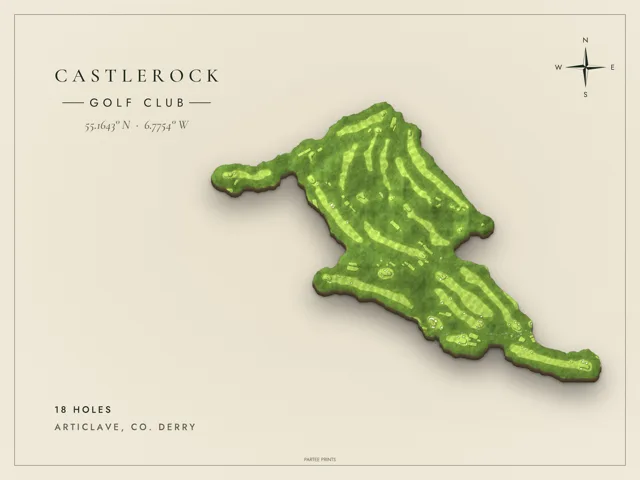 CASTLEROCK
GOLF CLUB
55.1643° N · 6.7754° W
N
W E
S
18 HOLES
ARTICLAVE, CO. DERRY
PARTEE PRINTS